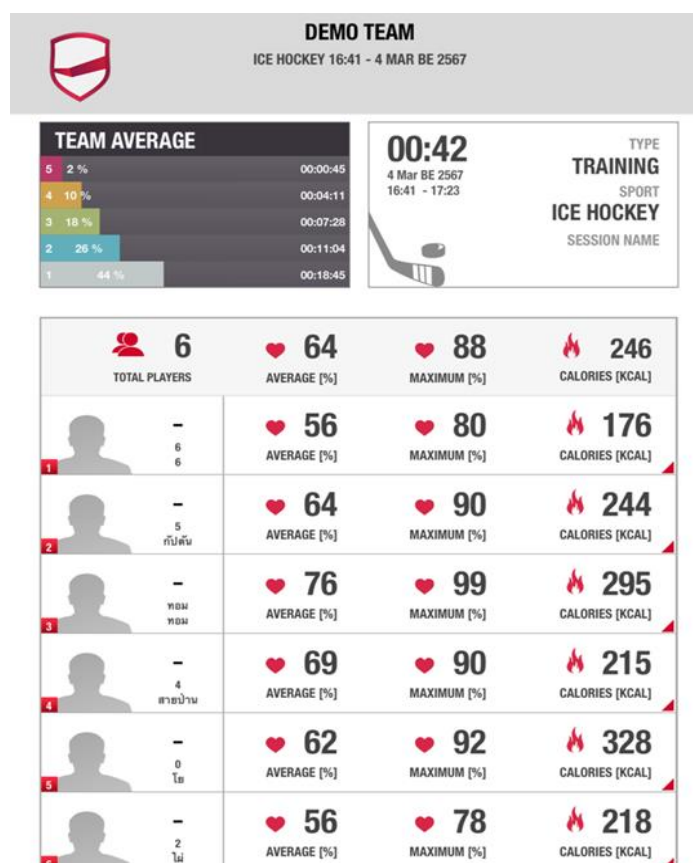 DEMO TEAM
ICE HOCKEY 16:41 - 4 MAR BE 2567
TEAM AVERAGE
5 2 % 00:00:45
4 10 % 00:04:11
3 18 % 00:07:28
2 26 % 00:11:04
1 44 % 00:18:45
00:42
4 Mar BE 2567
16:41 - 17:23
TYPE
TRAINING
SPORT
ICE HOCKEY
SESSION NAME
6 64 88 246
TOTAL PLAYERS AVERAGE [%] MAXIMUM [%] CALORIES [KCAL]
- 56 80 176
6
6
AVERAGE [%] MAXIMUM [%] CALORIES [KCAL]
1
- 64 90 244
5
กัปตัน
AVERAGE [%] MAXIMUM [%] CALORIES [KCAL]
2
- 76 99 295
ทอม
ทอม
AVERAGE [%] MAXIMUM [%] CALORIES [KCAL]
3
- 69 90 215
4
สายป่าน
AVERAGE [%] MAXIMUM [%] CALORIES [KCAL]
4
- 62 92 328
0
โย
AVERAGE [%] MAXIMUM [%] CALORIES [KCAL]
5
- 56 78 218
2
ไผ่
AVERAGE [%] MAXIMUM [%] CALORIES [KCAL]